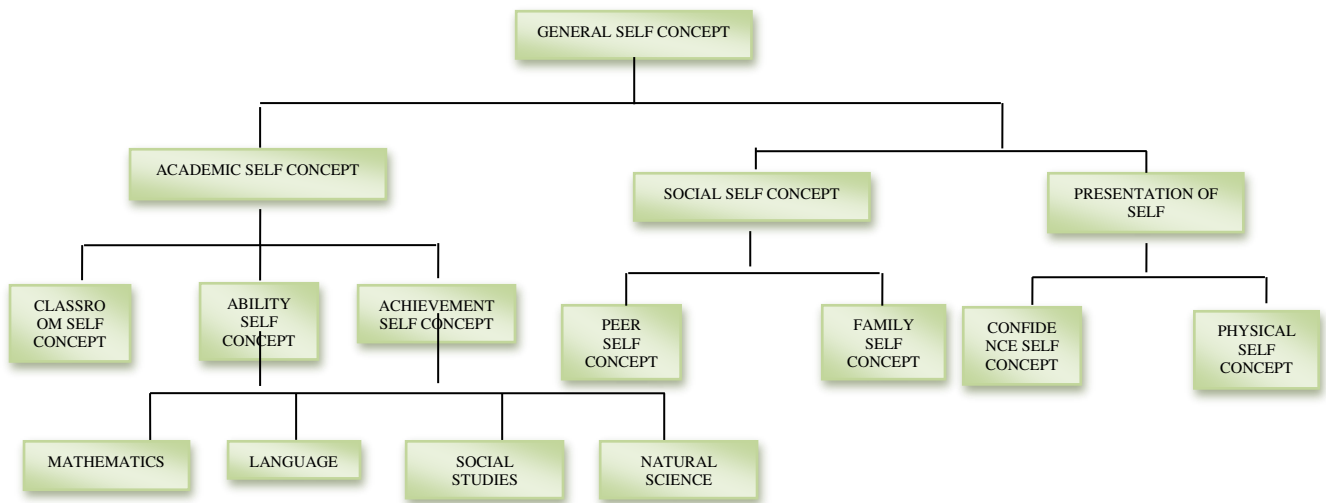 GENERAL SELF CONCEPT
ACADEMIC SELF CONCEPT
SOCIAL SELF CONCEPT
PRESENTATION OF
SELF
CLASSRO
OM SELF
CONCEPT
ABILITY
SELF
CONCEPT
ACHIEVEMENT
SELF CONCEPT
PEER
SELF
CONCEPT
FAMILY
SELF
CONCEPT
CONFIDE
NCE SELF
CONCEPT
PHYSICAL
SELF
CONCEPT
MATHEMATICS
LANGUAGE
SOCIAL
STUDIES
NATURAL
SCIENCE